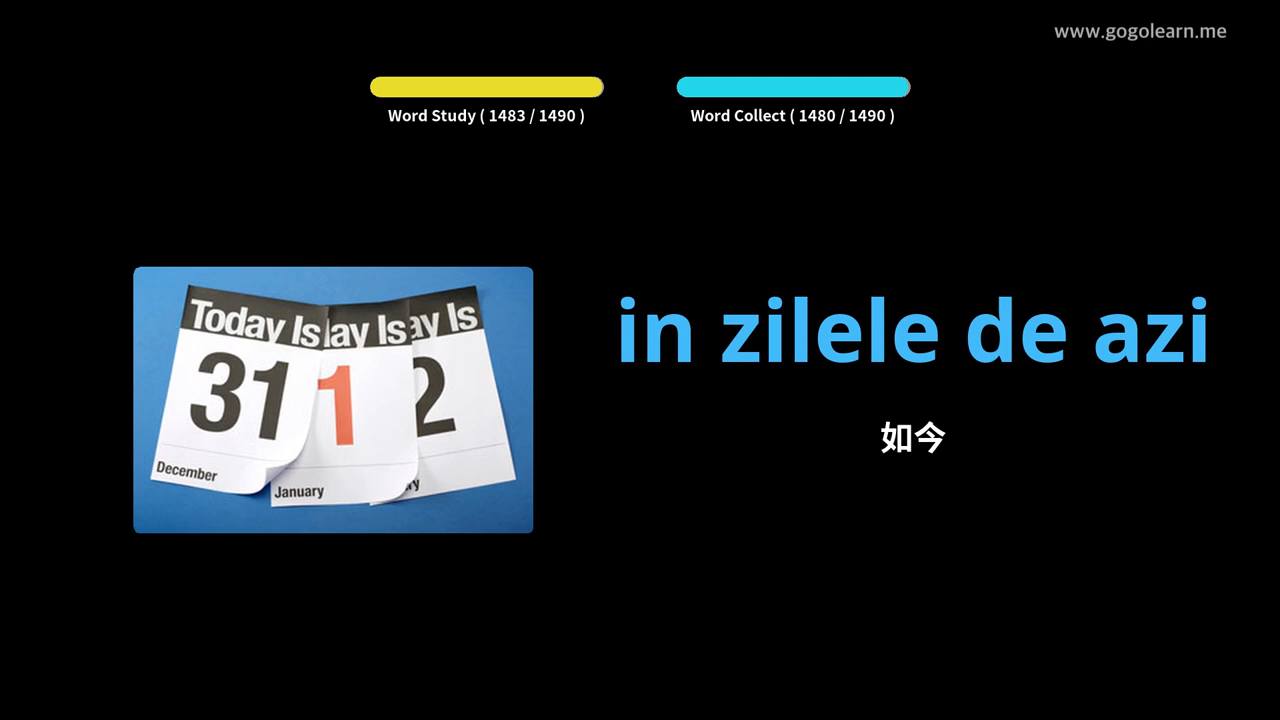 www.gogolearn.me
Word Study ( 1483 / 1490 )
Word Collect ( 1480 / 1490 )
in zilele de azi
如今
Today Is
ay Is
ay Is
31
1
2
December
January
ry